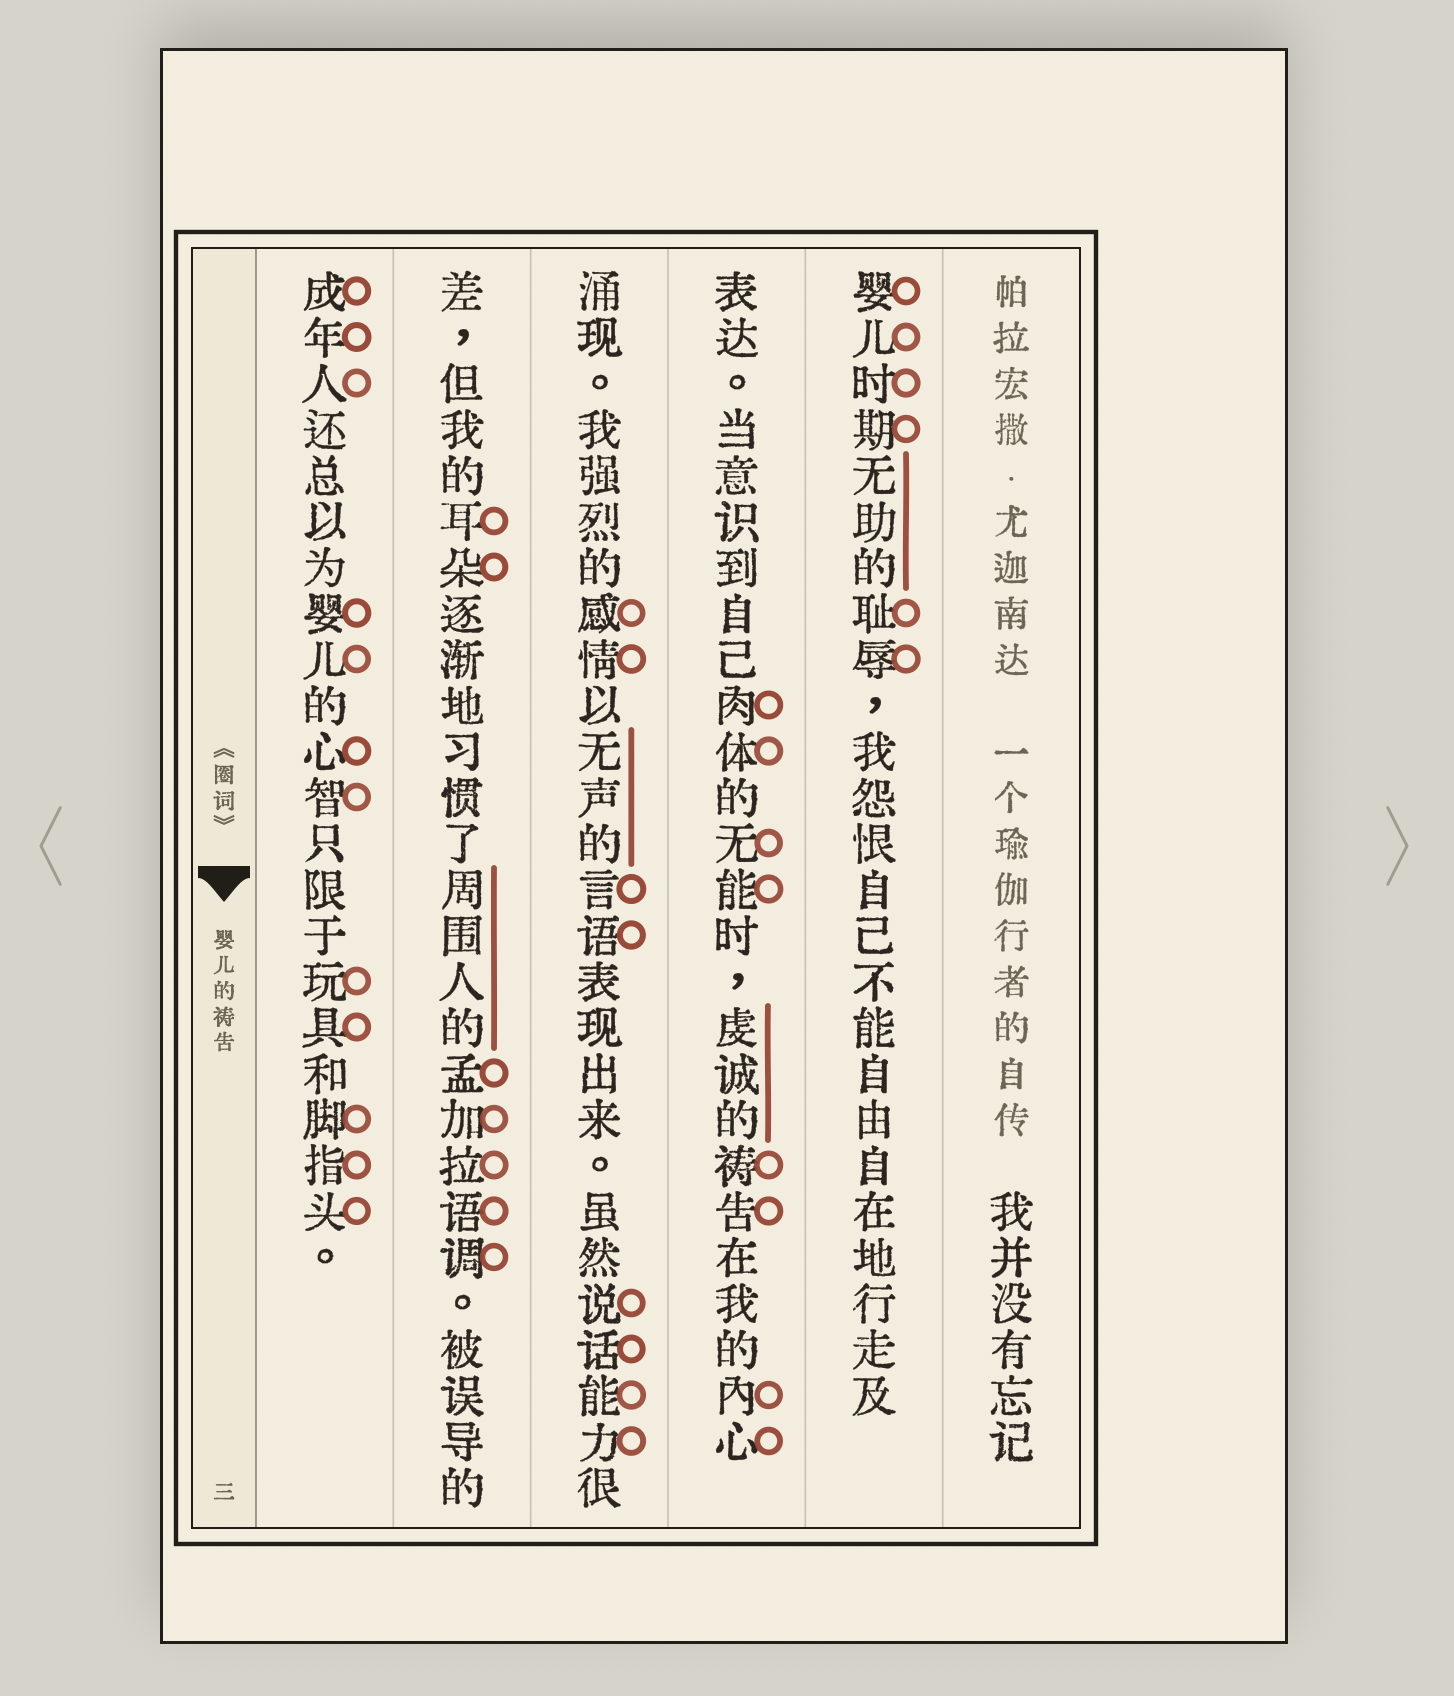 帕拉宏撒·尤迦南达 一个瑜伽行者的自传 我并没有忘记
婴儿时期无助的耻辱，我怨恨自己不能自由自在地行走及
表达。当意识到自己肉体的无能时，虔诚的祷告在我的内心
涌现。我强烈的感情以无声的言语表现出来。虽然说话能力很
差，但我的耳朵逐渐地习惯了周围人的孟加拉语调。被误导的
成年人还总以为婴儿的心智只限于玩具和脚指头。
《圈词》
婴儿的祷告
三